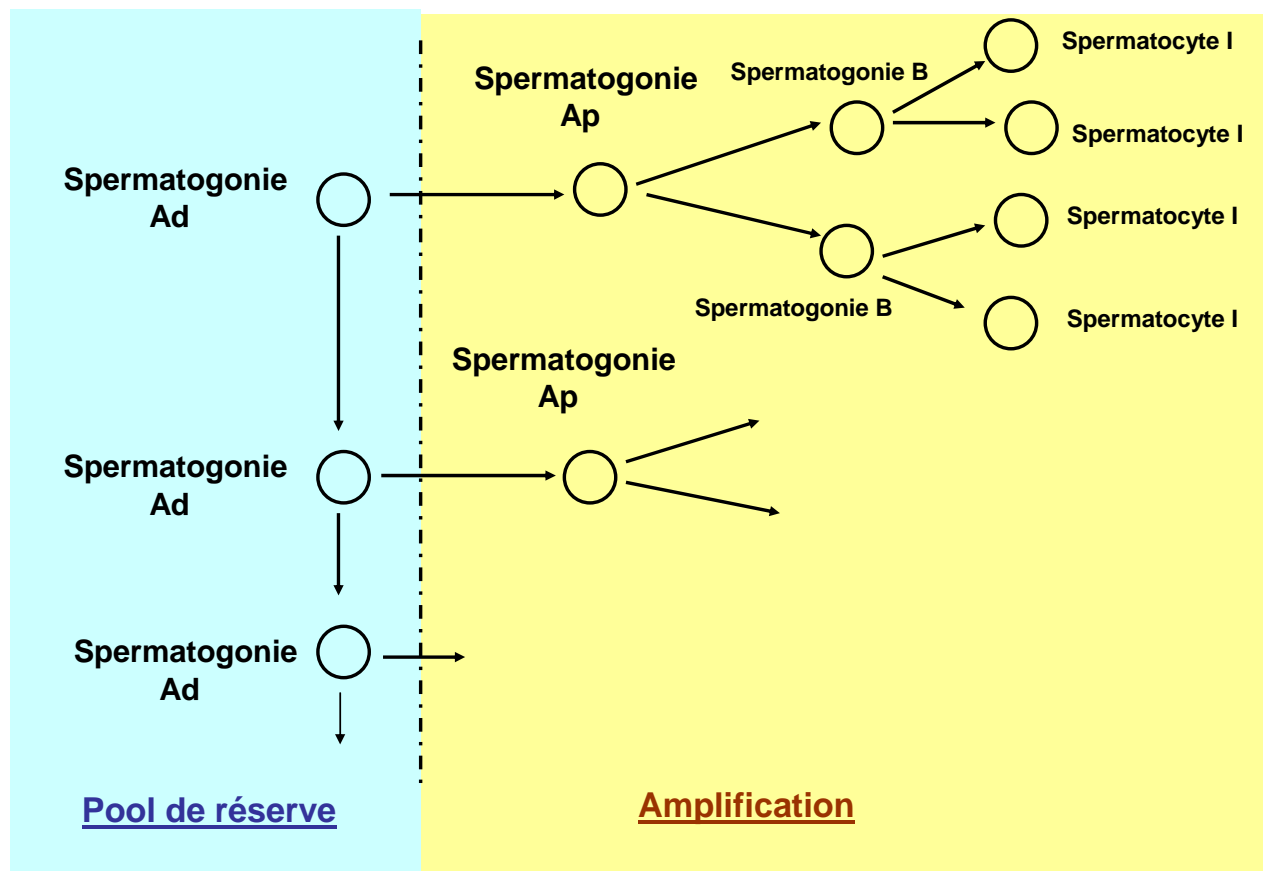 Spermatocyte I
Spermatogonie
Ap
Spermatogonie B
Spermatocyte I
Spermatogonie
Ad
Spermatocyte I
Spermatogonie B
Spermatocyte I
Spermatogonie
Ap
Spermatogonie
Ad
Spermatogonie
Ad
Pool de réserve
Amplification